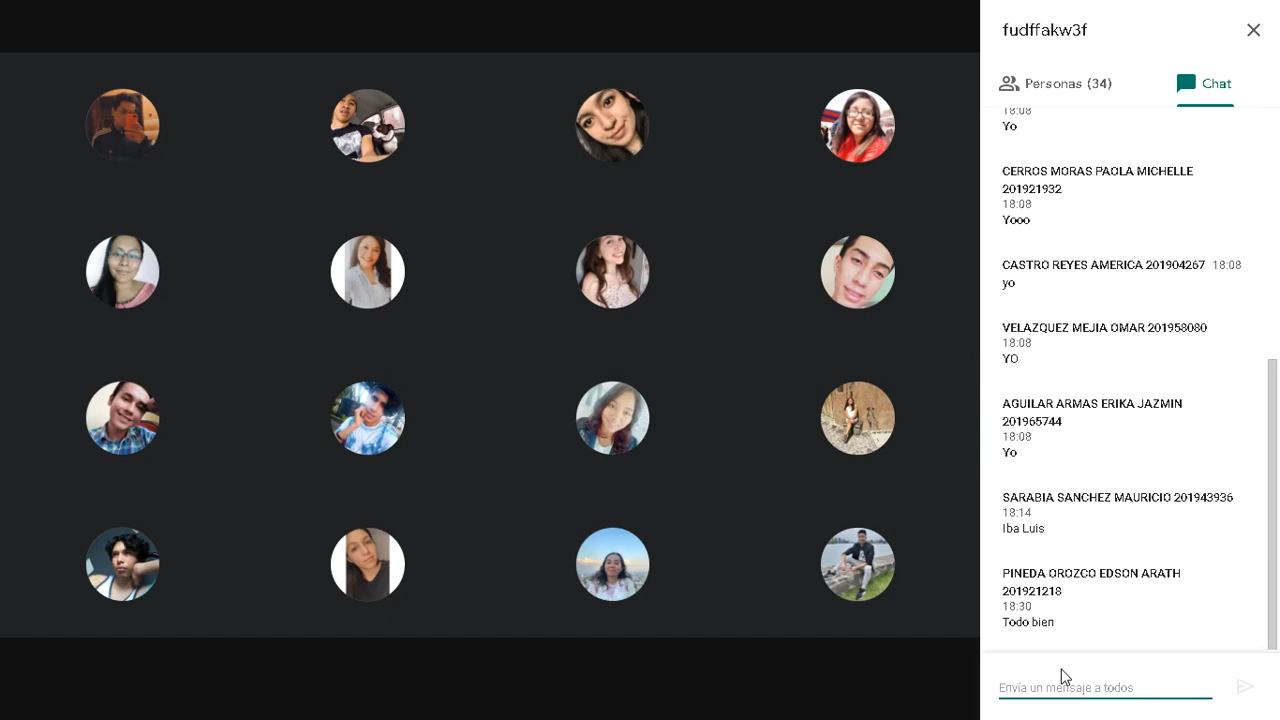 fudffakw3f
Personas (34)
Chat
18:08
Yo
CERROS MORAS PAOLA MICHELLE
201921932
18:08
Yooo
CASTRO REYES AMERICA 201904267 18:08
yo
VELAZQUEZ MEJIA OMAR 201958080
18:08
YO
AGUILAR ARMAS ERIKA JAZMIN
201965744
18:08
Yo
SARABIA SANCHEZ MAURICIO 201943936
18:14
Iba Luis
PINEDA OROZCO EDSON ARATH
201921218
18:30
Todo bien
Envía un mensaje a todos